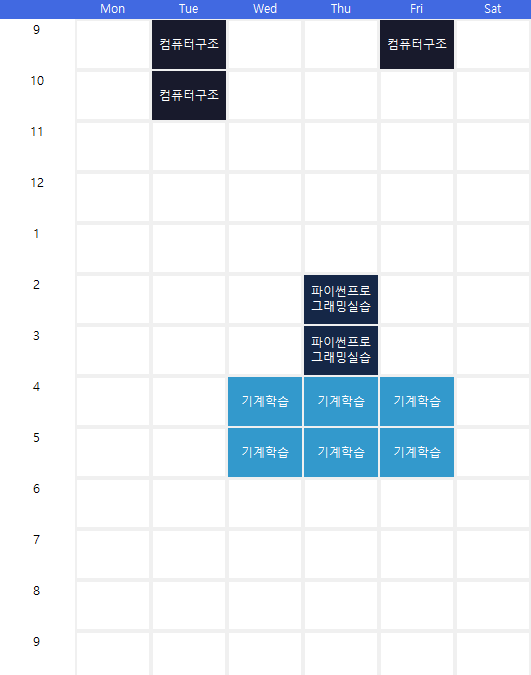 Mon Tue Wed Thu Fri Sat
9 컴퓨터구조 컴퓨터구조
10 컴퓨터구조
11
12
1
2 파이썬프로
그래밍실습
3 파이썬프로
그래밍실습
4 기계학습 기계학습 기계학습
5 기계학습 기계학습 기계학습
6
7
8
9